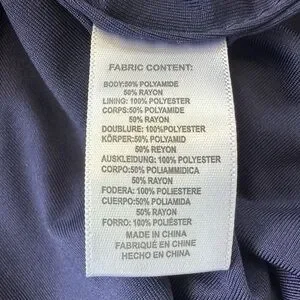 FABRIC CONTENT:
BODY:50% POLYAMIDE
50% RAYON
LINING: 100% POLYESTER
CORPS:50% POLYAMIDE
50% RAYON
DOUBLURE: 100%POLYESTER
KÖRPER:50% POLYAMID
50% REYON
AUSKLEIDUNG: 100% POLYESTER
CORPO:50% POLIAMMIDICA
50% RAYON
FODERA: 100% POLIESTERE
CUERPO:50% POLIAMIDA
50% RAYON
FORRO: 100% POLIÉSTER
MADE IN CHINA
FABRIQUÉ EN CHINE
HECHO EN CHINA